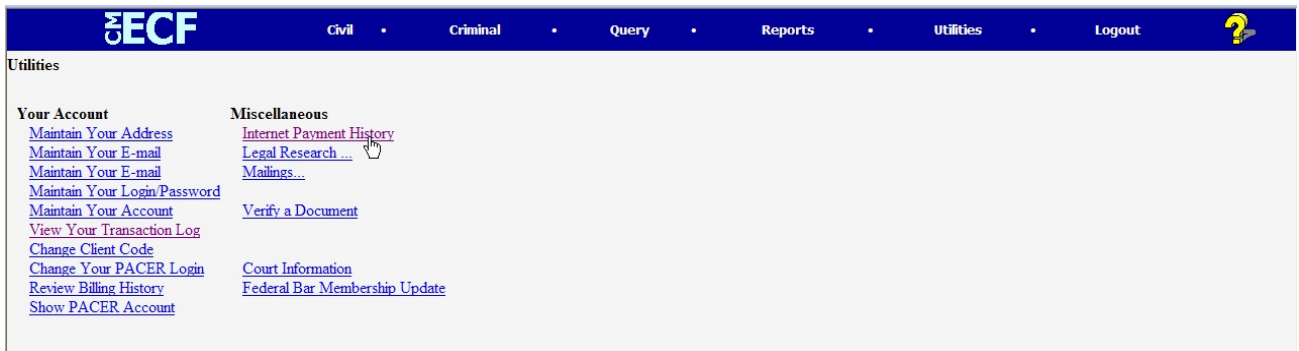 CM ECF Civil • Criminal • Query • Reports • Utilities • Logout ?
Utilities
Your Account
Maintain Your Address
Maintain Your E-mail
Maintain Your E-mail
Maintain Your Login/Password
Maintain Your Account
View Your Transaction Log
Change Client Code
Change Your PACER Login
Review Billing History
Show PACER Account
Miscellaneous
Internet Payment History
Legal Research ...
Mailings...
Verify a Document
Court Information
Federal Bar Membership Update